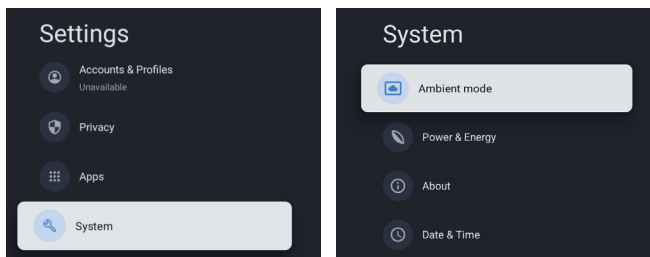 Settings
Accounts & Profiles
Unavailable
Privacy
Apps
System
System
Ambient mode
Power & Energy
About
Date & Time